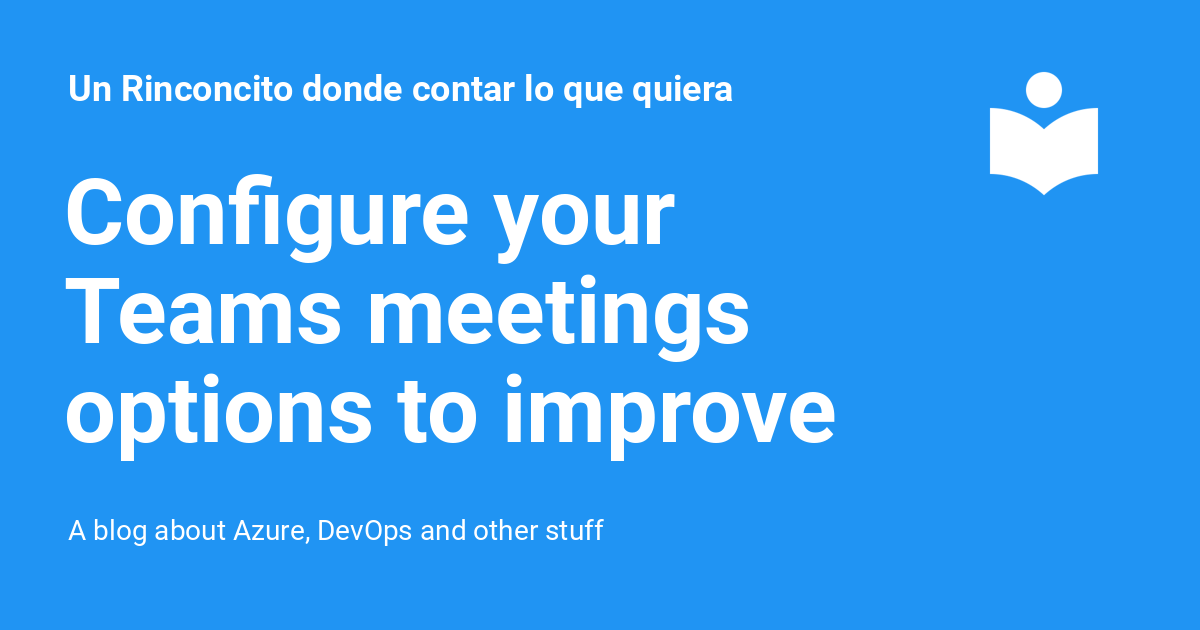 Un Rinconcito donde contar lo que quiera
Configure your
Teams meetings
options to improve
A blog about Azure, DevOps and other stuff